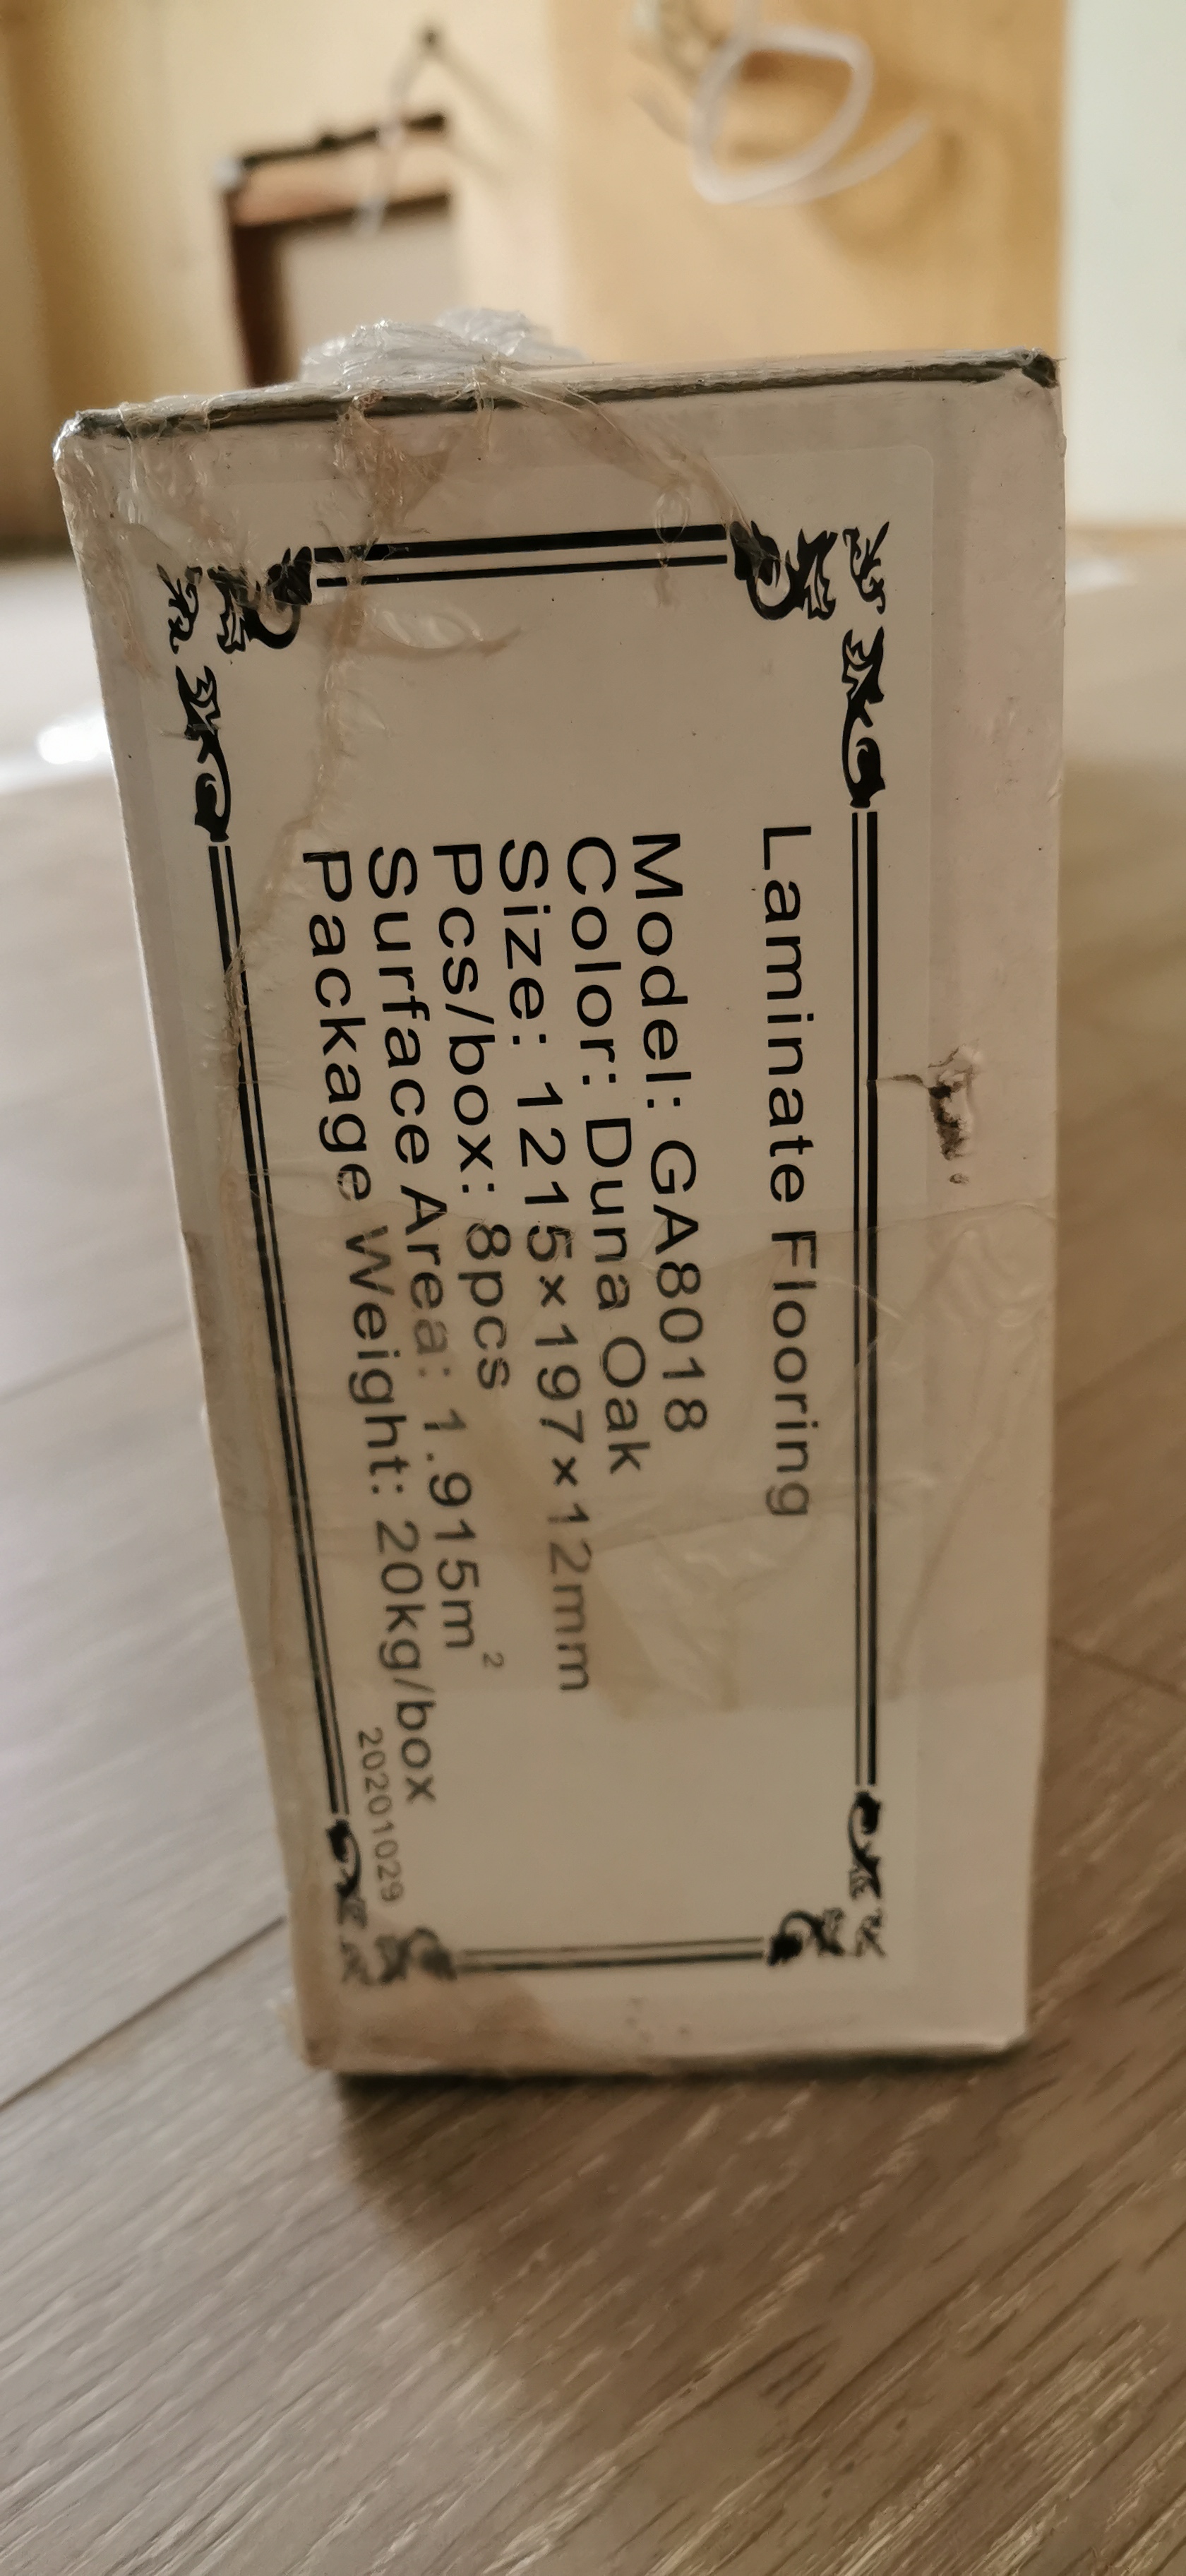 Laminate Flooring
Model: GA8018
Color: Duna Oak
Size: 1215×197×12mm
Pcs/box: 8pcs
Surface Area: 1.915m²
Package Weight: 20kg/box
20201029